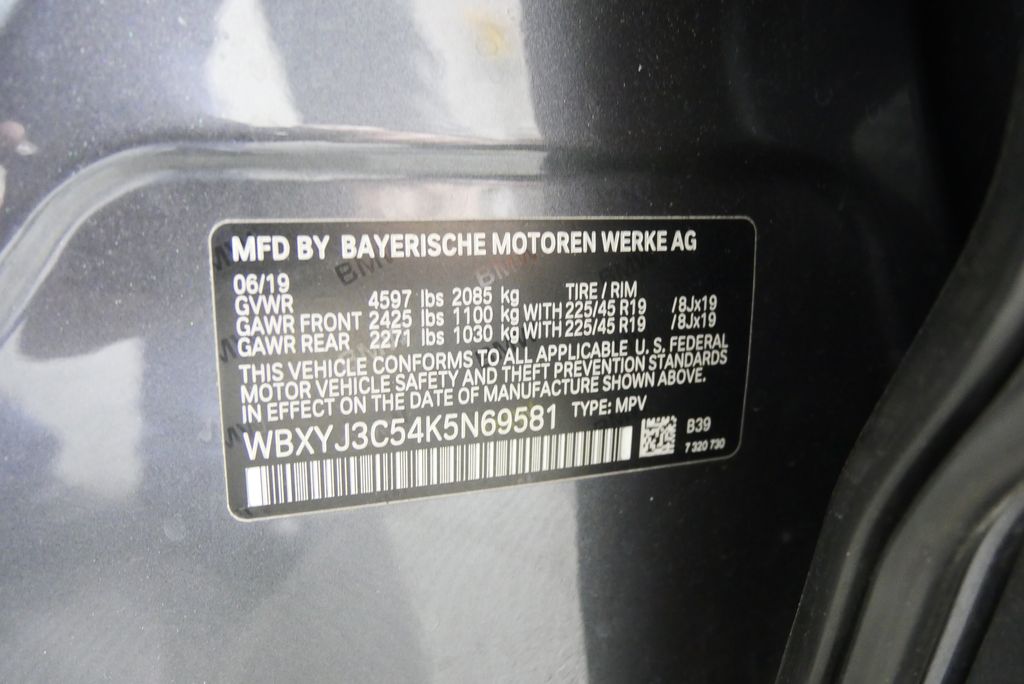 MFD BY BAYERISCHE MOTOREN WERKE AG
06/19
GVWR 4597 lbs 2085 kg TIRE / RIM
GAWR FRONT 2425 lbs 1100 kg WITH 225/45 R19 /8Jx19
GAWR REAR 2271 lbs 1030 kg WITH 225/45 R19 /8Jx19
THIS VEHICLE CONFORMS TO ALL APPLICABLE U.S. FEDERAL
MOTOR VEHICLE SAFETY AND THEFT PREVENTION STANDARDS
IN EFFECT ON THE DATE OF MANUFACTURE SHOWN ABOVE.
WBXYJ3C54K5N69581 TYPE: MPV
B39
7 320 730